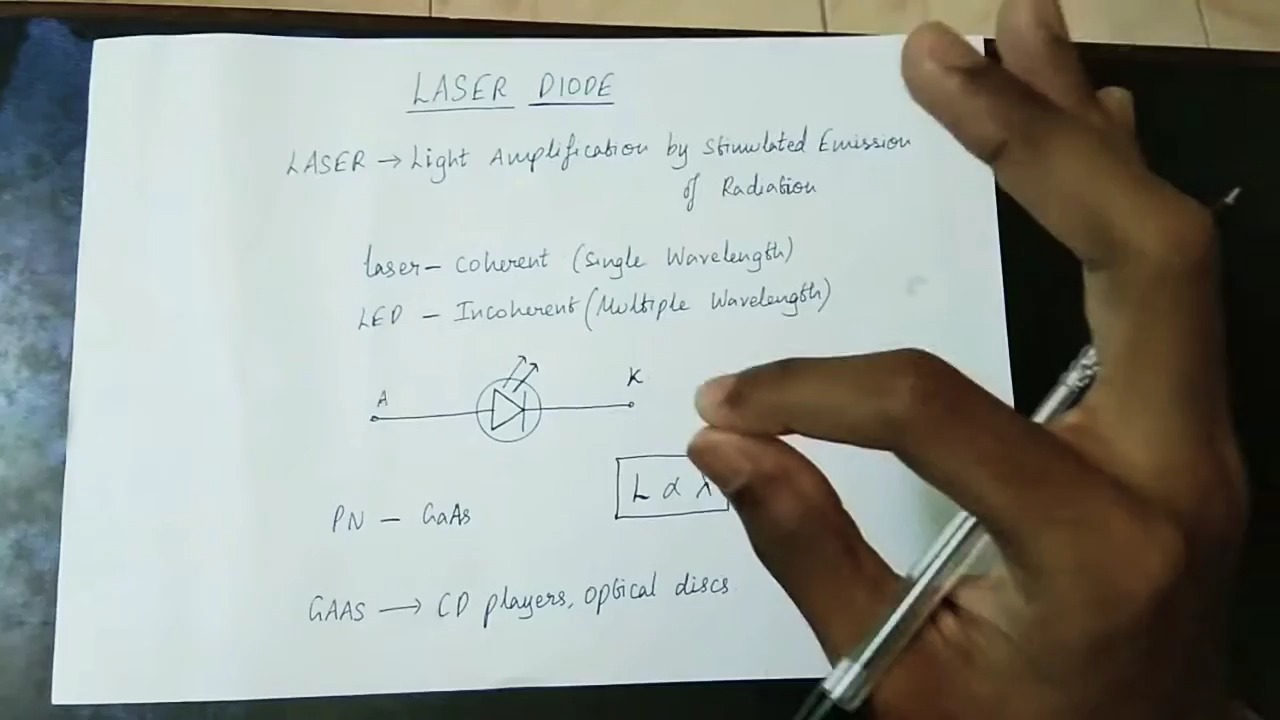 LASER DIODE
LASER → Light Amplification by Stimulated Emission
of Radiation
laser – Coherent (Single Wavelength)
LED – Incoherent (Multiple Wavelength)
A
K
L ∝ λ
PN – GaAs
GAAS → CD players, optical discs